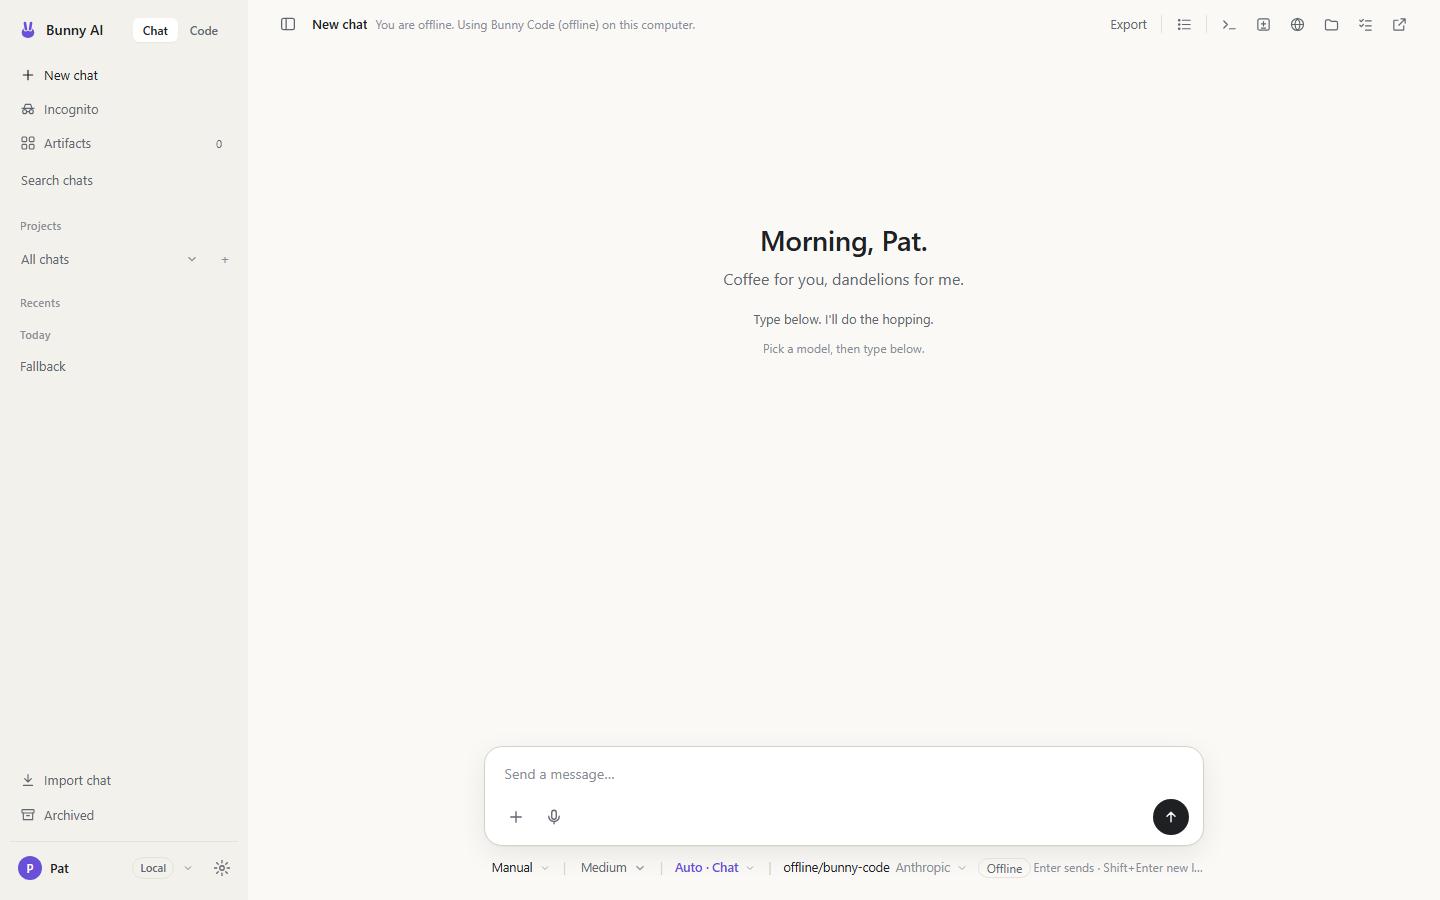 Bunny AI
Chat
Code
New chat
Incognito
Artifacts
0
Search chats
Projects
All chats
+
Recents
Today
Fallback
Import chat
Archived
P
Pat
Local
New chat
You are offline. Using Bunny Code (offline) on this computer.
Export
Morning, Pat.
Coffee for you, dandelions for me.
Type below. I'll do the hopping.
Pick a model, then type below.
Send a message...
Manual
Medium
Auto · Chat
offline/bunny-code Anthropic
Offline
Enter sends · Shift+Enter new l...